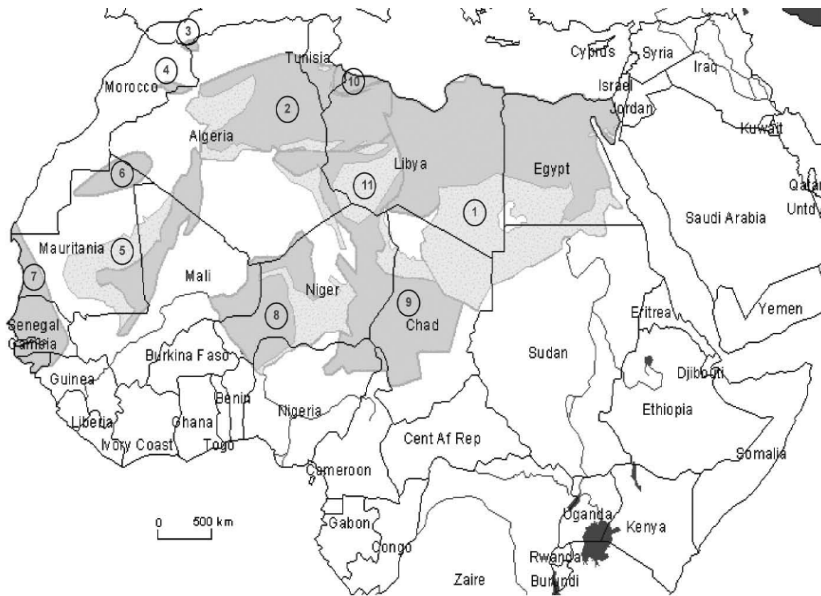 3
Cyprus
Syria
Tunisia
Iraq
4
10
Morocco
Israel
2
Jordan
Kuwait
Algeria
Libya
Egypt
6
11
Qatar
1
Untd
Saudi Arabia
Mauritania
5
7
Mali
Niger
9
Yemen
8
Eritrea
Senegal
Chad
Gambia
Burkina Faso
Sudan
Djibouti
Guinea
Benin
Nigeria
Ethiopia
Liberia
Ghana
Ivory Coast
Togo
Cent Af Rep
Somalia
Cameroon
0 500 km
Uganda
Gabon
Kenya
Congo
Rwanda
Zaire
Burundi